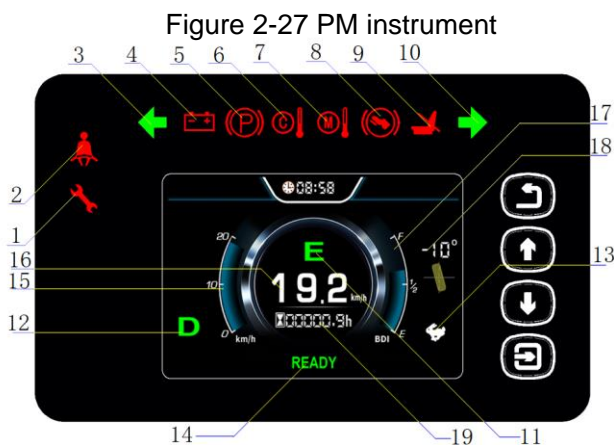 Figure 2-27 PM instrument
3 4 5 6 7 8 9 10
P C M
17
18
2
08:58
1
20 F -10°
E
16 19.2 km/h 13
15 10 1/2
12 D 00000.9h
0 km/h BDI E
READY
14 19 11